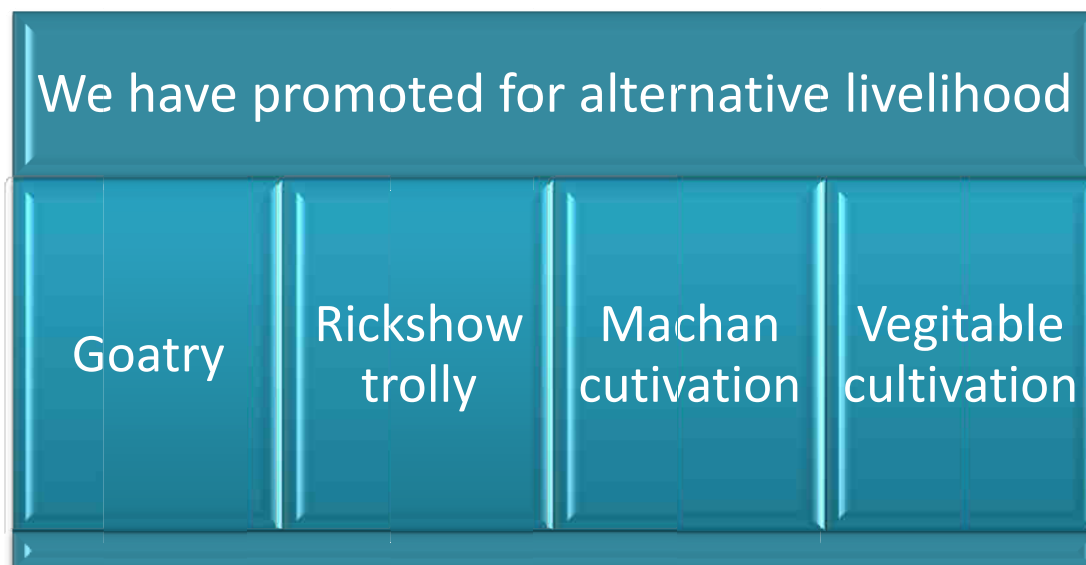 We have promoted for alternative livelihood
Goatry
Rickshow
trolly
Machan
cutivation
Vegitable
cultivation